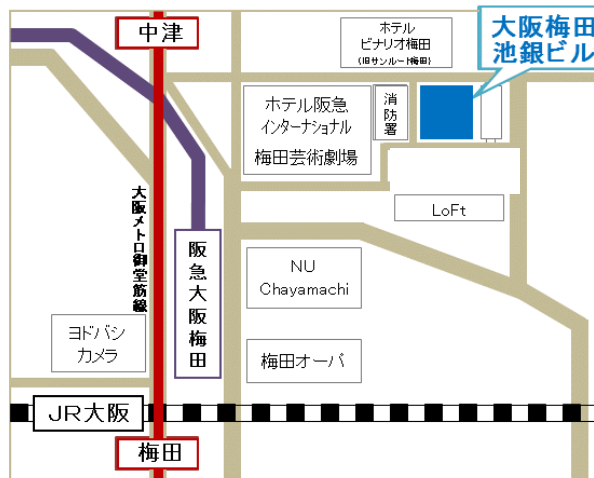 中津
ホテル
ビナリオ梅田
(旧サンルート梅田)
大阪梅田
池銀ビル
ホテル阪急
インターナショナル
梅田芸術劇場
消防署
LoFt
大阪メトロ御堂筋線
阪急大阪梅田
NU
Chayamachi
ヨドバシ
カメラ
梅田オーパ
JR大阪
梅田